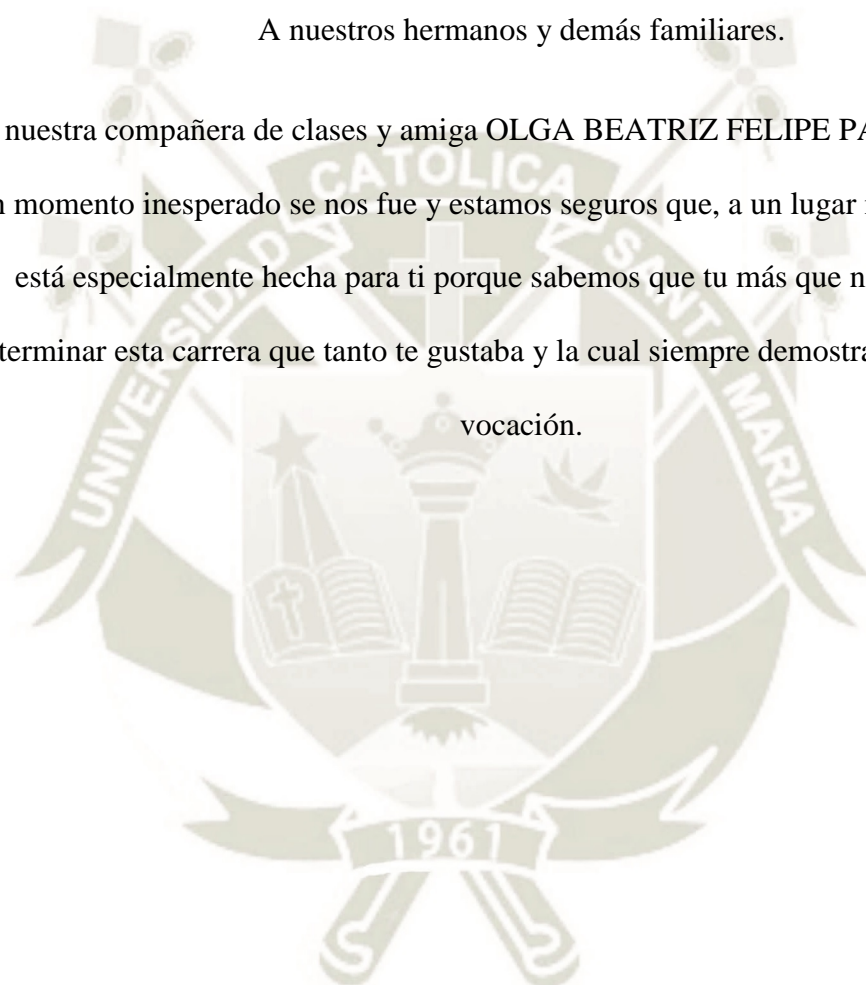 A nuestros hermanos y demás familiares.
nuestra compañera de clases y amiga OLGA BEATRIZ FELIPE
momento inesperado se nos fue y estamos seguros que, a un lugar
está especialmente hecha para ti porque sabemos que tu más que
terminar esta carrera que tanto te gustaba y la cual siempre
vocación.
UNIVERSIDAD CATOLICA SANTA MARIA
1961